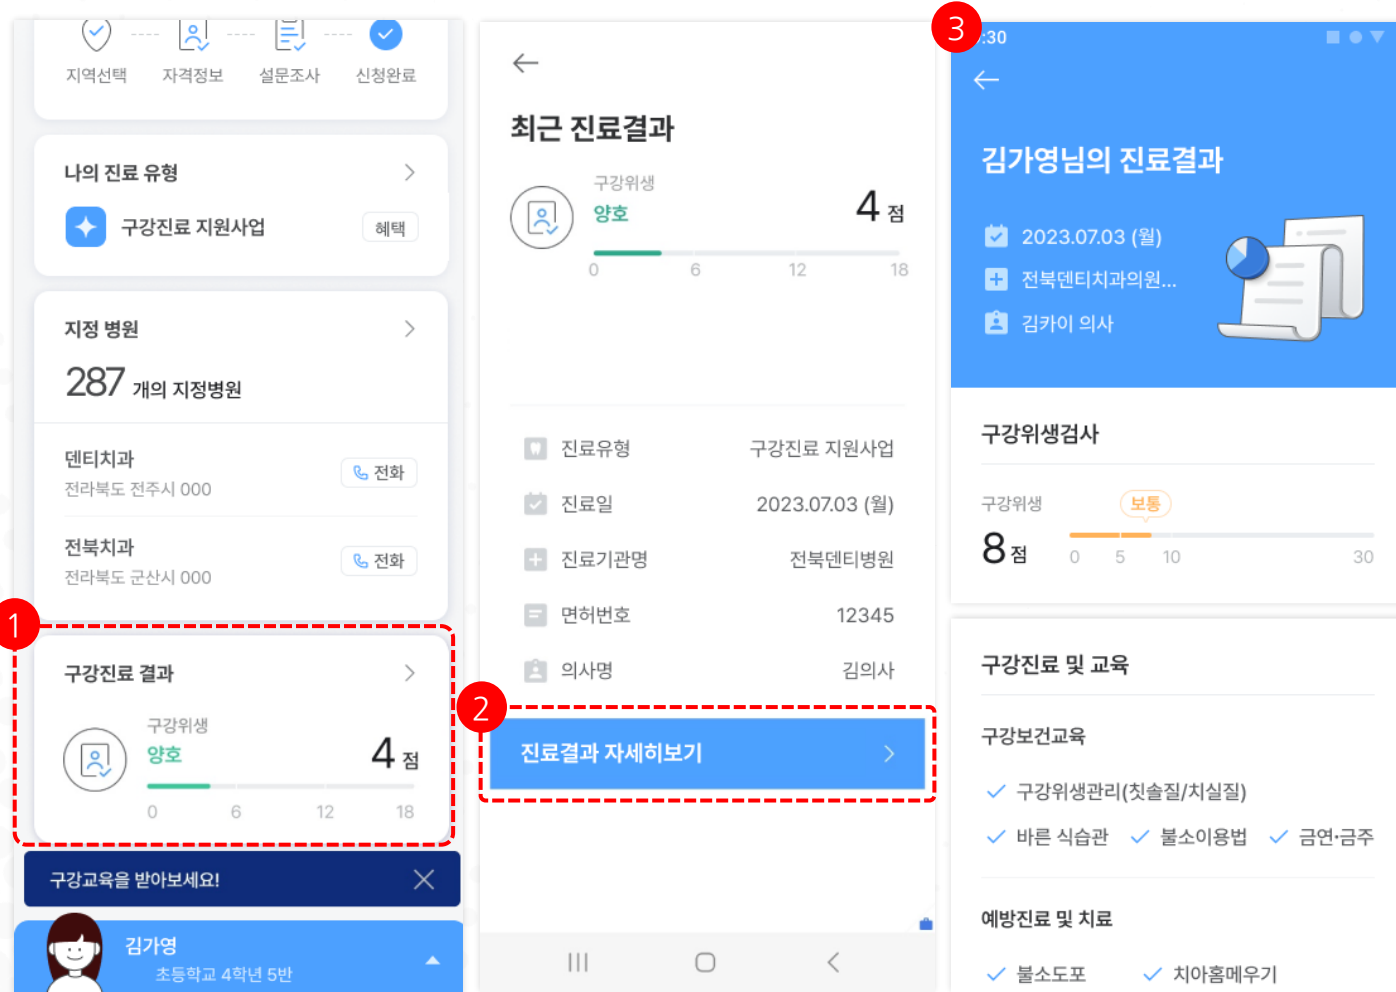 지역선택 자격정보 설문조사 신청완료
나의 진료 유형
구강진료 지원사업 혜택
지정 병원
287 개의 지정병원
덴티치과
전라북도 전주시 000
전화
전북치과
전라북도 군산시 000
전화
1
구강진료 결과
구강위생
양호
4 점
0 6 12 18
구강교육을 받아보세요!
김가영
초등학교 4학년 5반
최근 진료결과
구강위생
양호
4 점
0 6 12 18
진료유형 구강진료 지원사업
진료일 2023.07.03 (월)
진료기관명 전북덴티병원
면허번호 12345
의사명 김의사
2
진료결과 자세히보기
3
:30
김가영님의 진료결과
2023.07.03 (월)
전북덴티치과의원...
김카이 의사
구강위생검사
구강위생
보통
8 점
0 5 10 30
구강진료 및 교육
구강보건교육
구강위생관리(칫솔질/치실질)
바른 식습관 불소이용법 금연·금주
예방진료 및 치료
불소도포 치아홈메우기